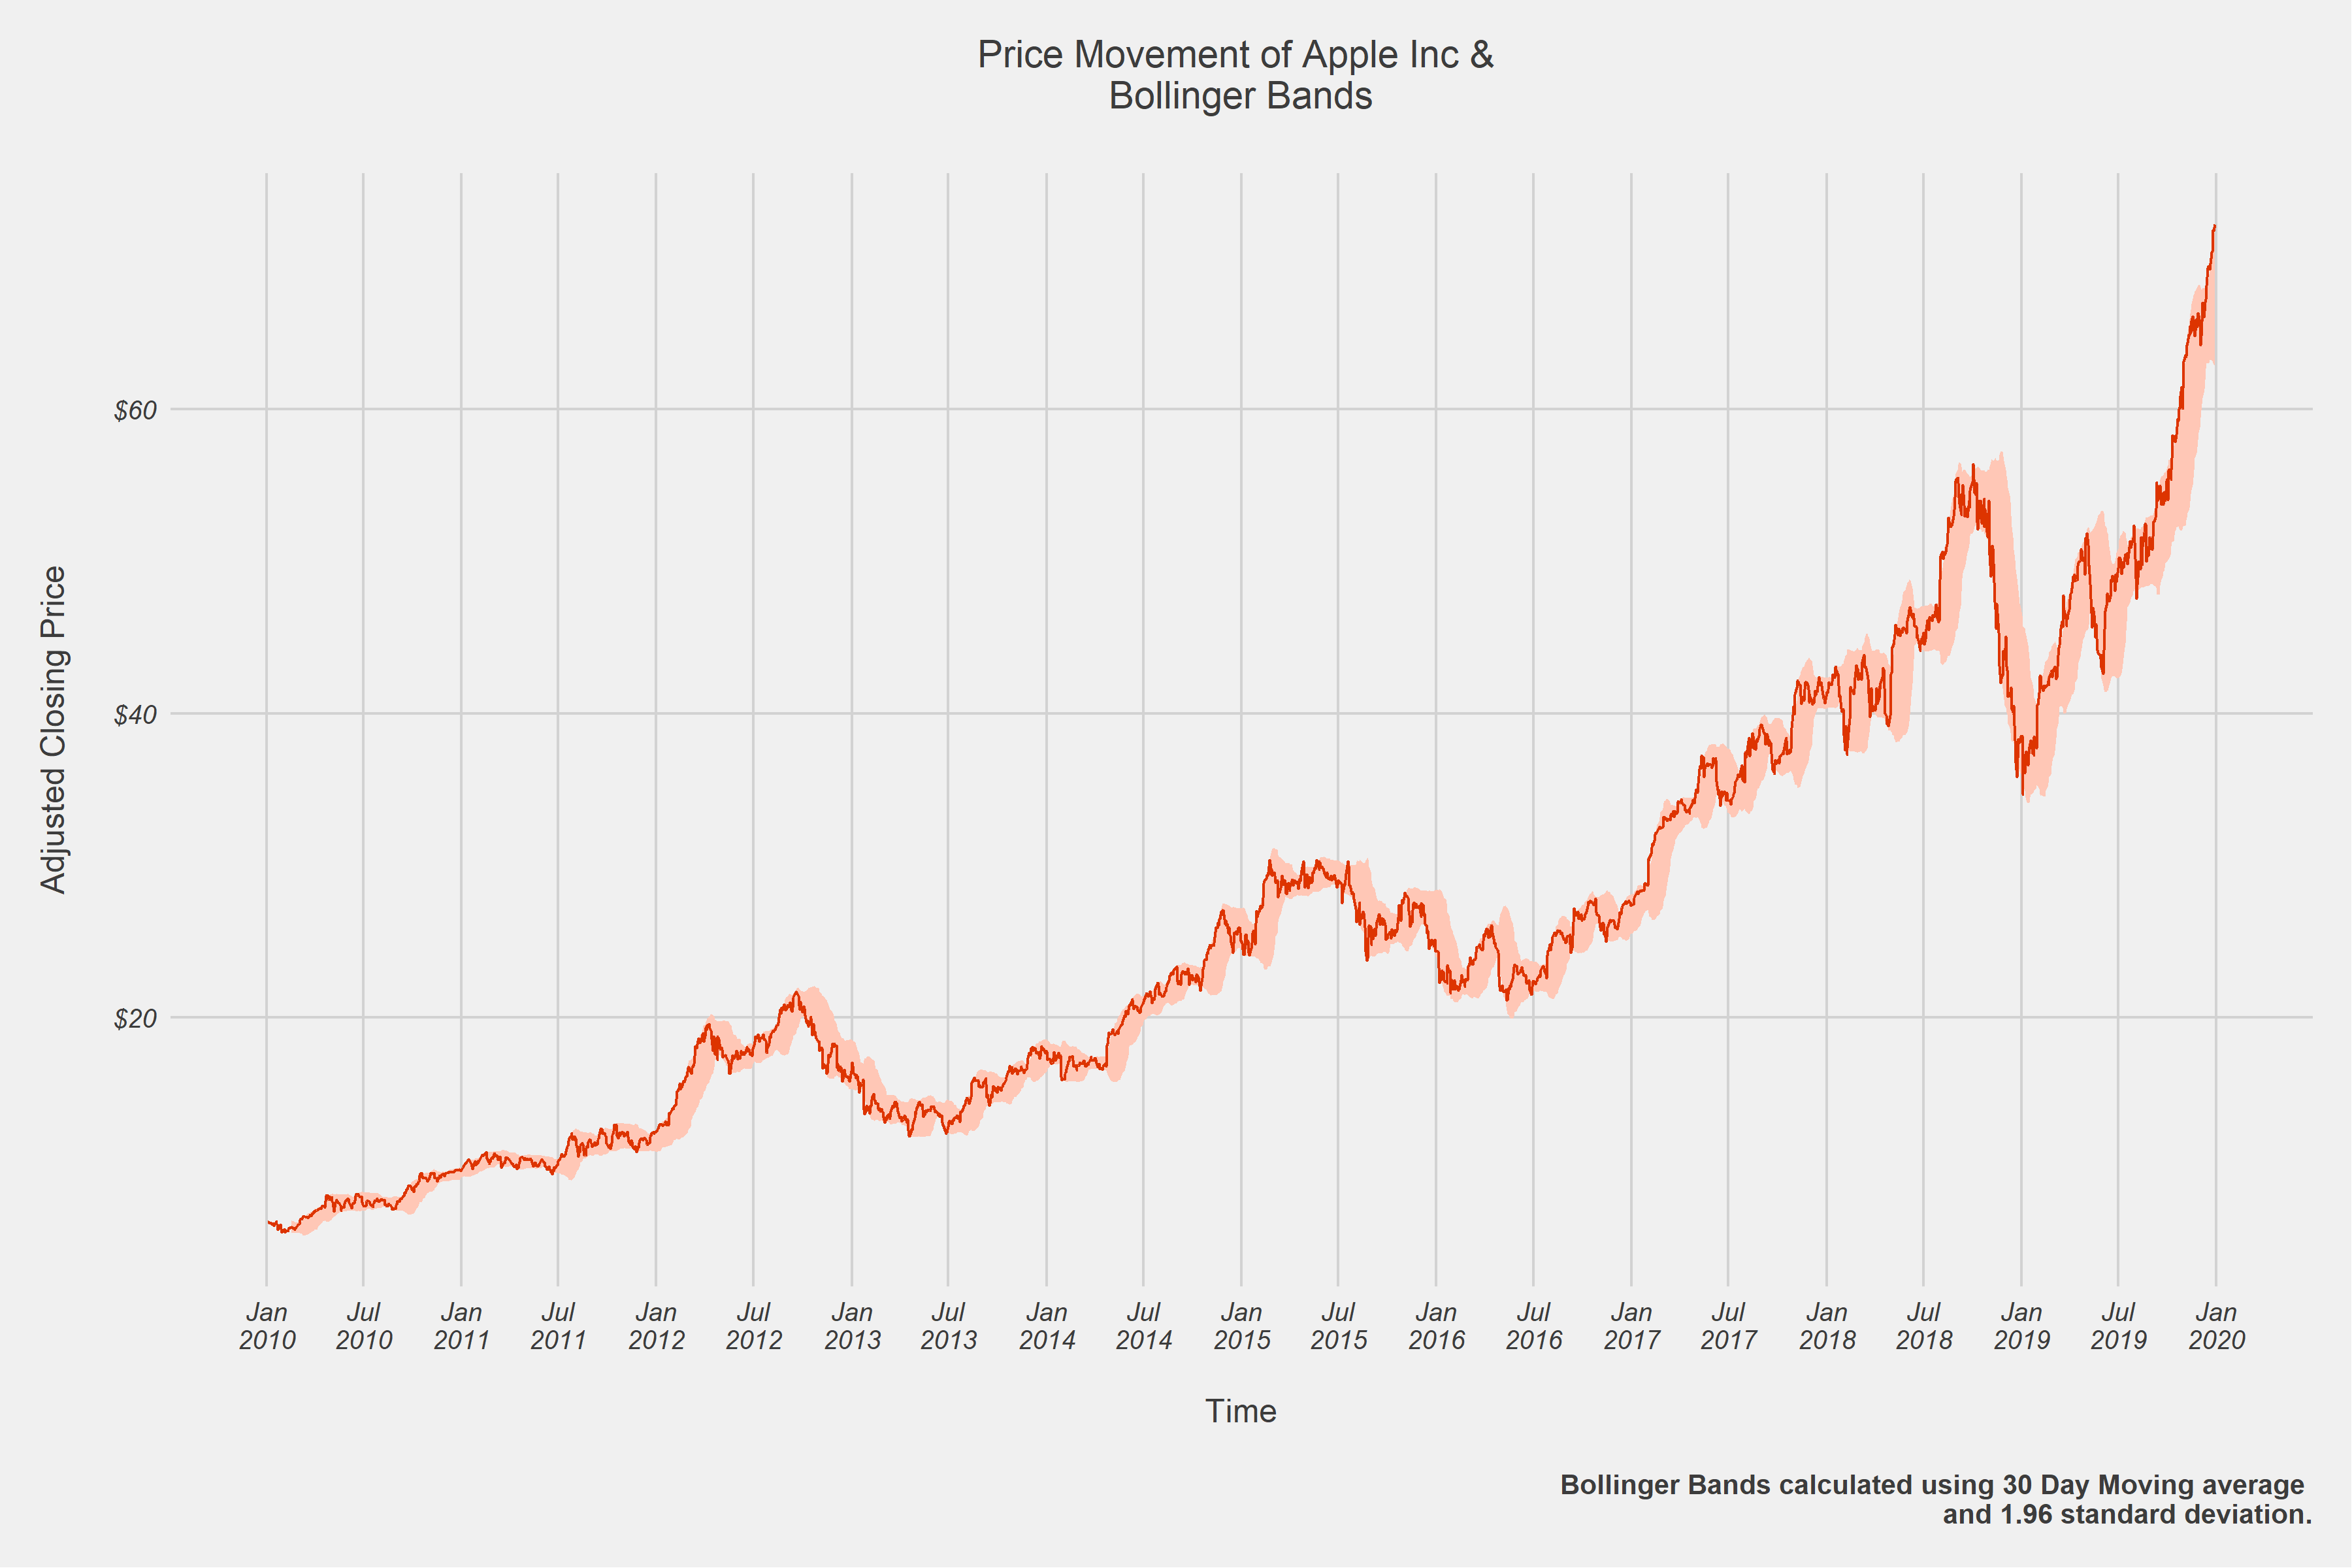 Price Movement of Apple Inc &
Bollinger Bands
Adjusted Closing Price
$60
$40
$20
Jan 2010
Jul 2010
Jan 2011
Jul 2011
Jan 2012
Jul 2012
Jan 2013
Jul 2013
Jan 2014
Jul 2014
Jan 2015
Jul 2015
Jan 2016
Jul 2016
Jan 2017
Jul 2017
Jan 2018
Jul 2018
Jan 2019
Jul 2019
Jan 2020
Time
Bollinger Bands calculated using 30 Day Moving average
and 1.96 standard deviation.